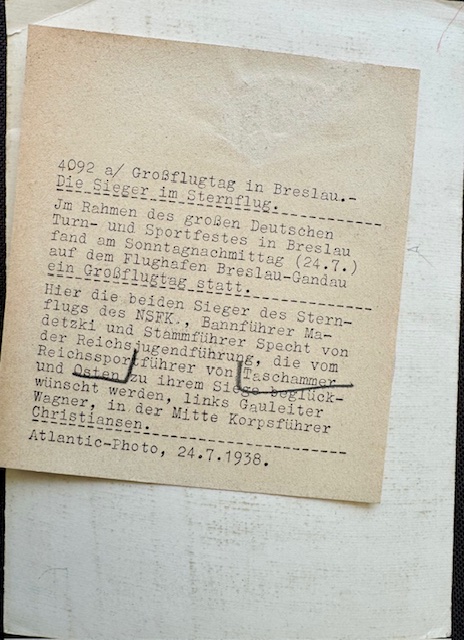 4092 a/ Großflugtag in Breslau.-
Die Sieger im Sternflug.
Jm Rahmen des großen Deutschen
Turn- und Sportfestes in Breslau
fand am Sonntagnachmittag (24.7.)
auf dem Flughafen Breslau-Gandau
ein Großflugtag statt.
Hier die beiden Sieger des Stern-
flugs des NSFK., Bannführer Ma-
detzki und Stammführer Specht von
der Reichsjugendführung, die vom
Reichssportführer von Taschammer
und Osten zu ihrem Siege beglück-
wünscht werden, links Gauleiter
Wagner, in der Mitte Korpsführer
Christiansen.
Atlantic-Photo, 24.7.1938.